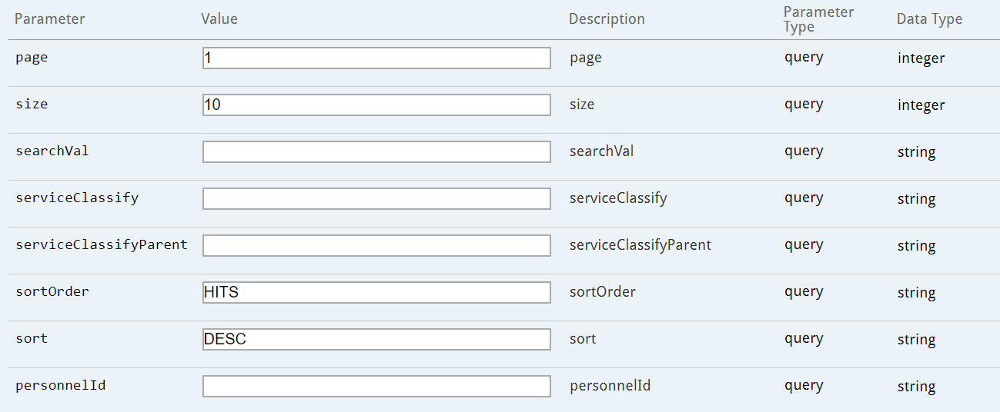 Parameter Value Description Parameter Type Data Type
page 1 page query integer
size 10 size query integer
searchVal searchVal query string
serviceClassify serviceClassify query string
serviceClassifyParent serviceClassifyParent query string
sortOrder HITS sortOrder query string
sort DESC sort query string
personnelId personnelId query string